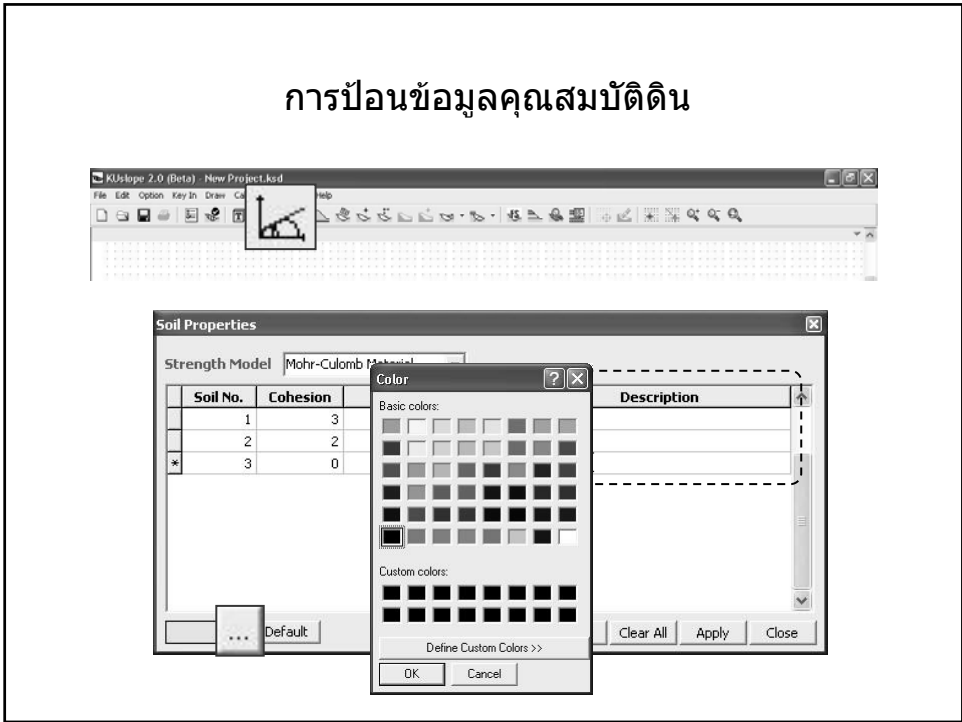 การป้อนข้อมูลคุณสมบัติดิน
KUslope 2.0 (Beta) - New Project.ksd
File Edit Option Key In Draw Help
Soil Properties
Strength Model Mohr-Culomb Material
Soil No. Cohesion Description
1 3
2 2
* 3 0
Color
Basic colors:
Custom colors:
Define Custom Colors >>
OK Cancel
... Default Clear All Apply Close